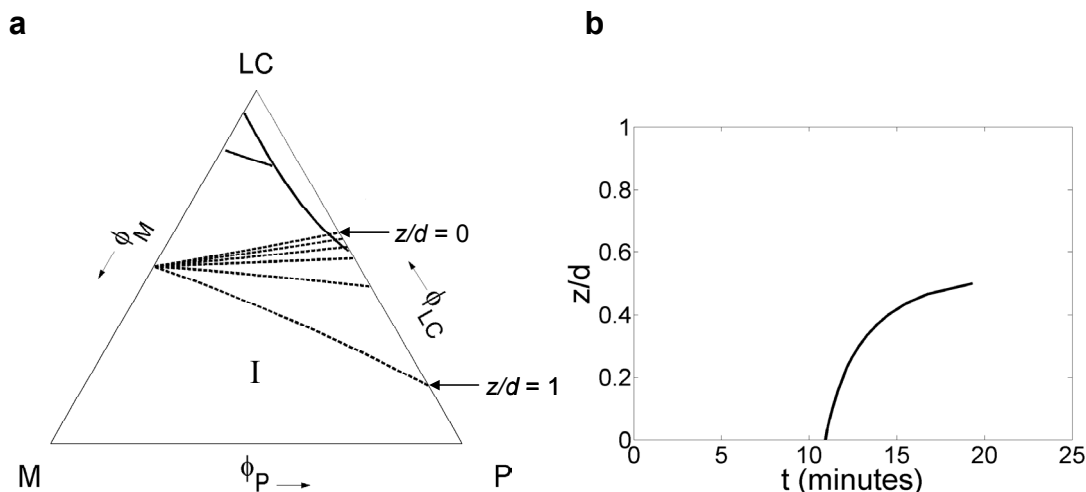 a
LC
ϕM
z/d = 0
ϕLC
I
z/d = 1
M
ϕP
P
b
1
0.8
0.6
0.4
0.2
0
z/d
0 5 10 15 20 25
t (minutes)